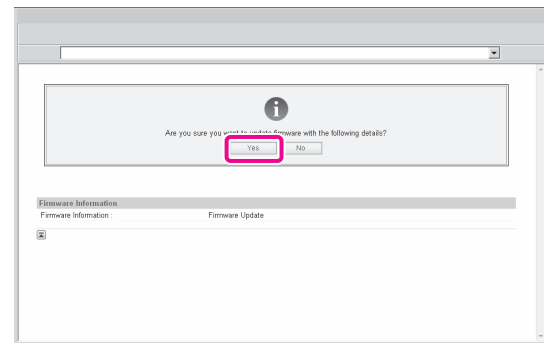 Are you sure you want to update firmware with the following details?
Yes
No
Firmware Information
Firmware Information :
Firmware Update